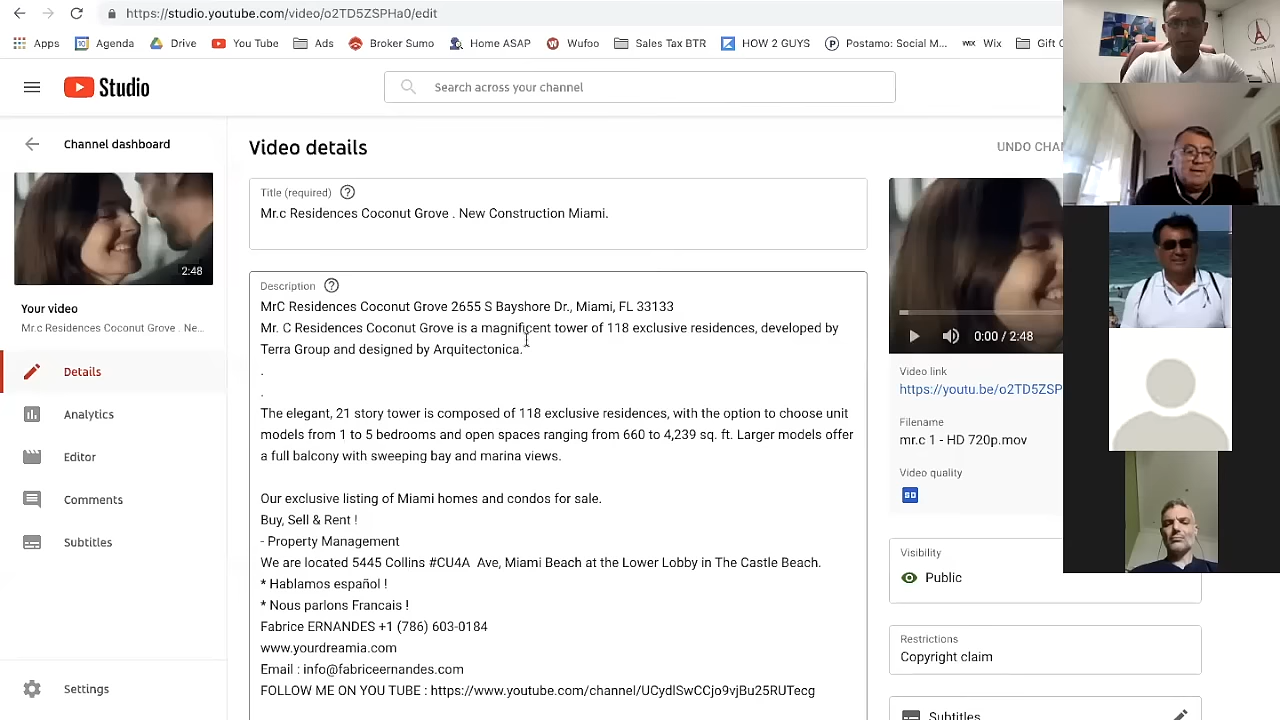 https://studio.youtube.com/video/o2TD5ZSPHa0/edit
Apps Agenda Drive You Tube Ads Broker Sumo Home ASAP Wufoo Sales Tax BTR HOW 2 GUYS Postamo: Social M... WIX Wix Gift C
Studio
Search across your channel
Channel dashboard
2:48
Your video
Mr.c Residences Coconut Grove . Ne...
Details
Analytics
Editor
Comments
Subtitles
Settings
Video details
UNDO CHAN
Title (required)
Mr.c Residences Coconut Grove . New Construction Miami.
Description
MrC Residences Coconut Grove 2655 S Bayshore Dr., Miami, FL 33133
Mr. C Residences Coconut Grove is a magnificent tower of 118 exclusive residences, developed by
Terra Group and designed by Arquitectonica.
.
.
The elegant, 21 story tower is composed of 118 exclusive residences, with the option to choose unit
models from 1 to 5 bedrooms and open spaces ranging from 660 to 4,239 sq. ft. Larger models offer
a full balcony with sweeping bay and marina views.
Our exclusive listing of Miami homes and condos for sale.
Buy, Sell & Rent !
- Property Management
We are located 5445 Collins #CU4A  Ave, Miami Beach at the Lower Lobby in The Castle Beach.
* Hablamos español !
* Nous parlons Francais !
Fabrice ERNANDES +1 (786) 603-0184
www.yourdreamia.com
Email : info@fabriceernandes.com
FOLLOW ME ON YOU TUBE : https://www.youtube.com/channel/UCydlSwCCjo9vjBu25RUTecg
0:00 / 2:48
Video link
https://youtu.be/o2TD5ZSP
Filename
mr.c 1 - HD 720p.mov
Video quality
SD
Visibility
Public
Restrictions
Copyright claim
Subtitles